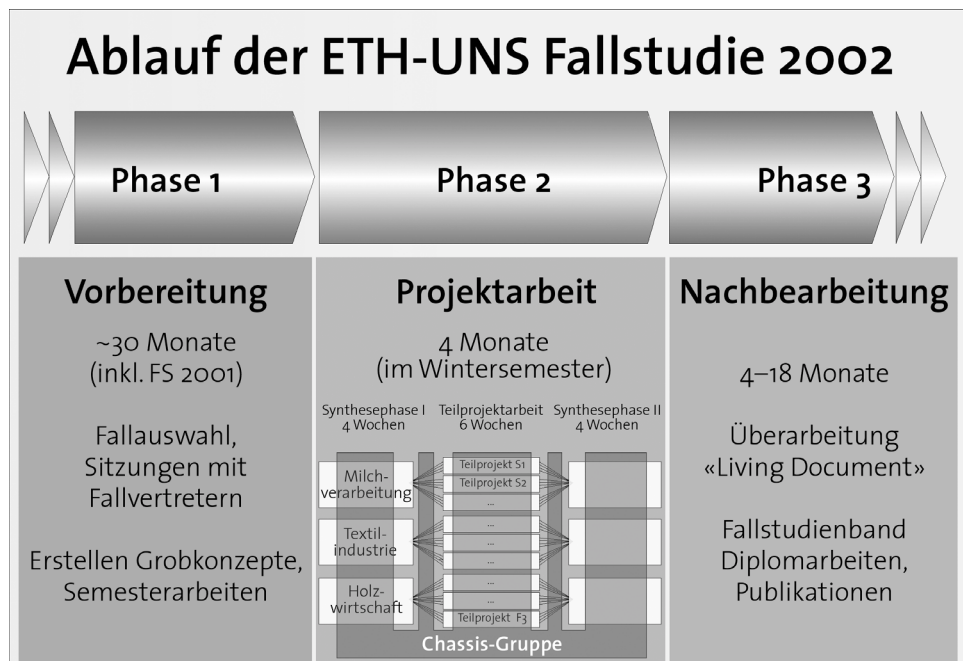 Ablauf der ETH-UNS Fallstudie 2002
Phase 1
Phase 2
Phase 3
Vorbereitung
~30 Monate
(inkl. FS 2001)
Fallauswahl,
Sitzungen mit
Fallvertretern
Erstellen Grobkonzepte,
Semesterarbeiten
Projektarbeit
4 Monate
(im Wintersemester)
Synthesephase I
4 Wochen
Teilprojektarbeit
6 Wochen
Synthesephase II
4 Wochen
Milch-
verarbeitung
Textil-
industrie
Holz-
wirtschaft
Teilprojekt S1
Teilprojekt S2
...
...
...
...
...
...
Teilprojekt F3
Chassis-Gruppe
Nachbearbeitung
4–18 Monate
Überarbeitung
«Living Document»
Fallstudienband
Diplomarbeiten,
Publikationen